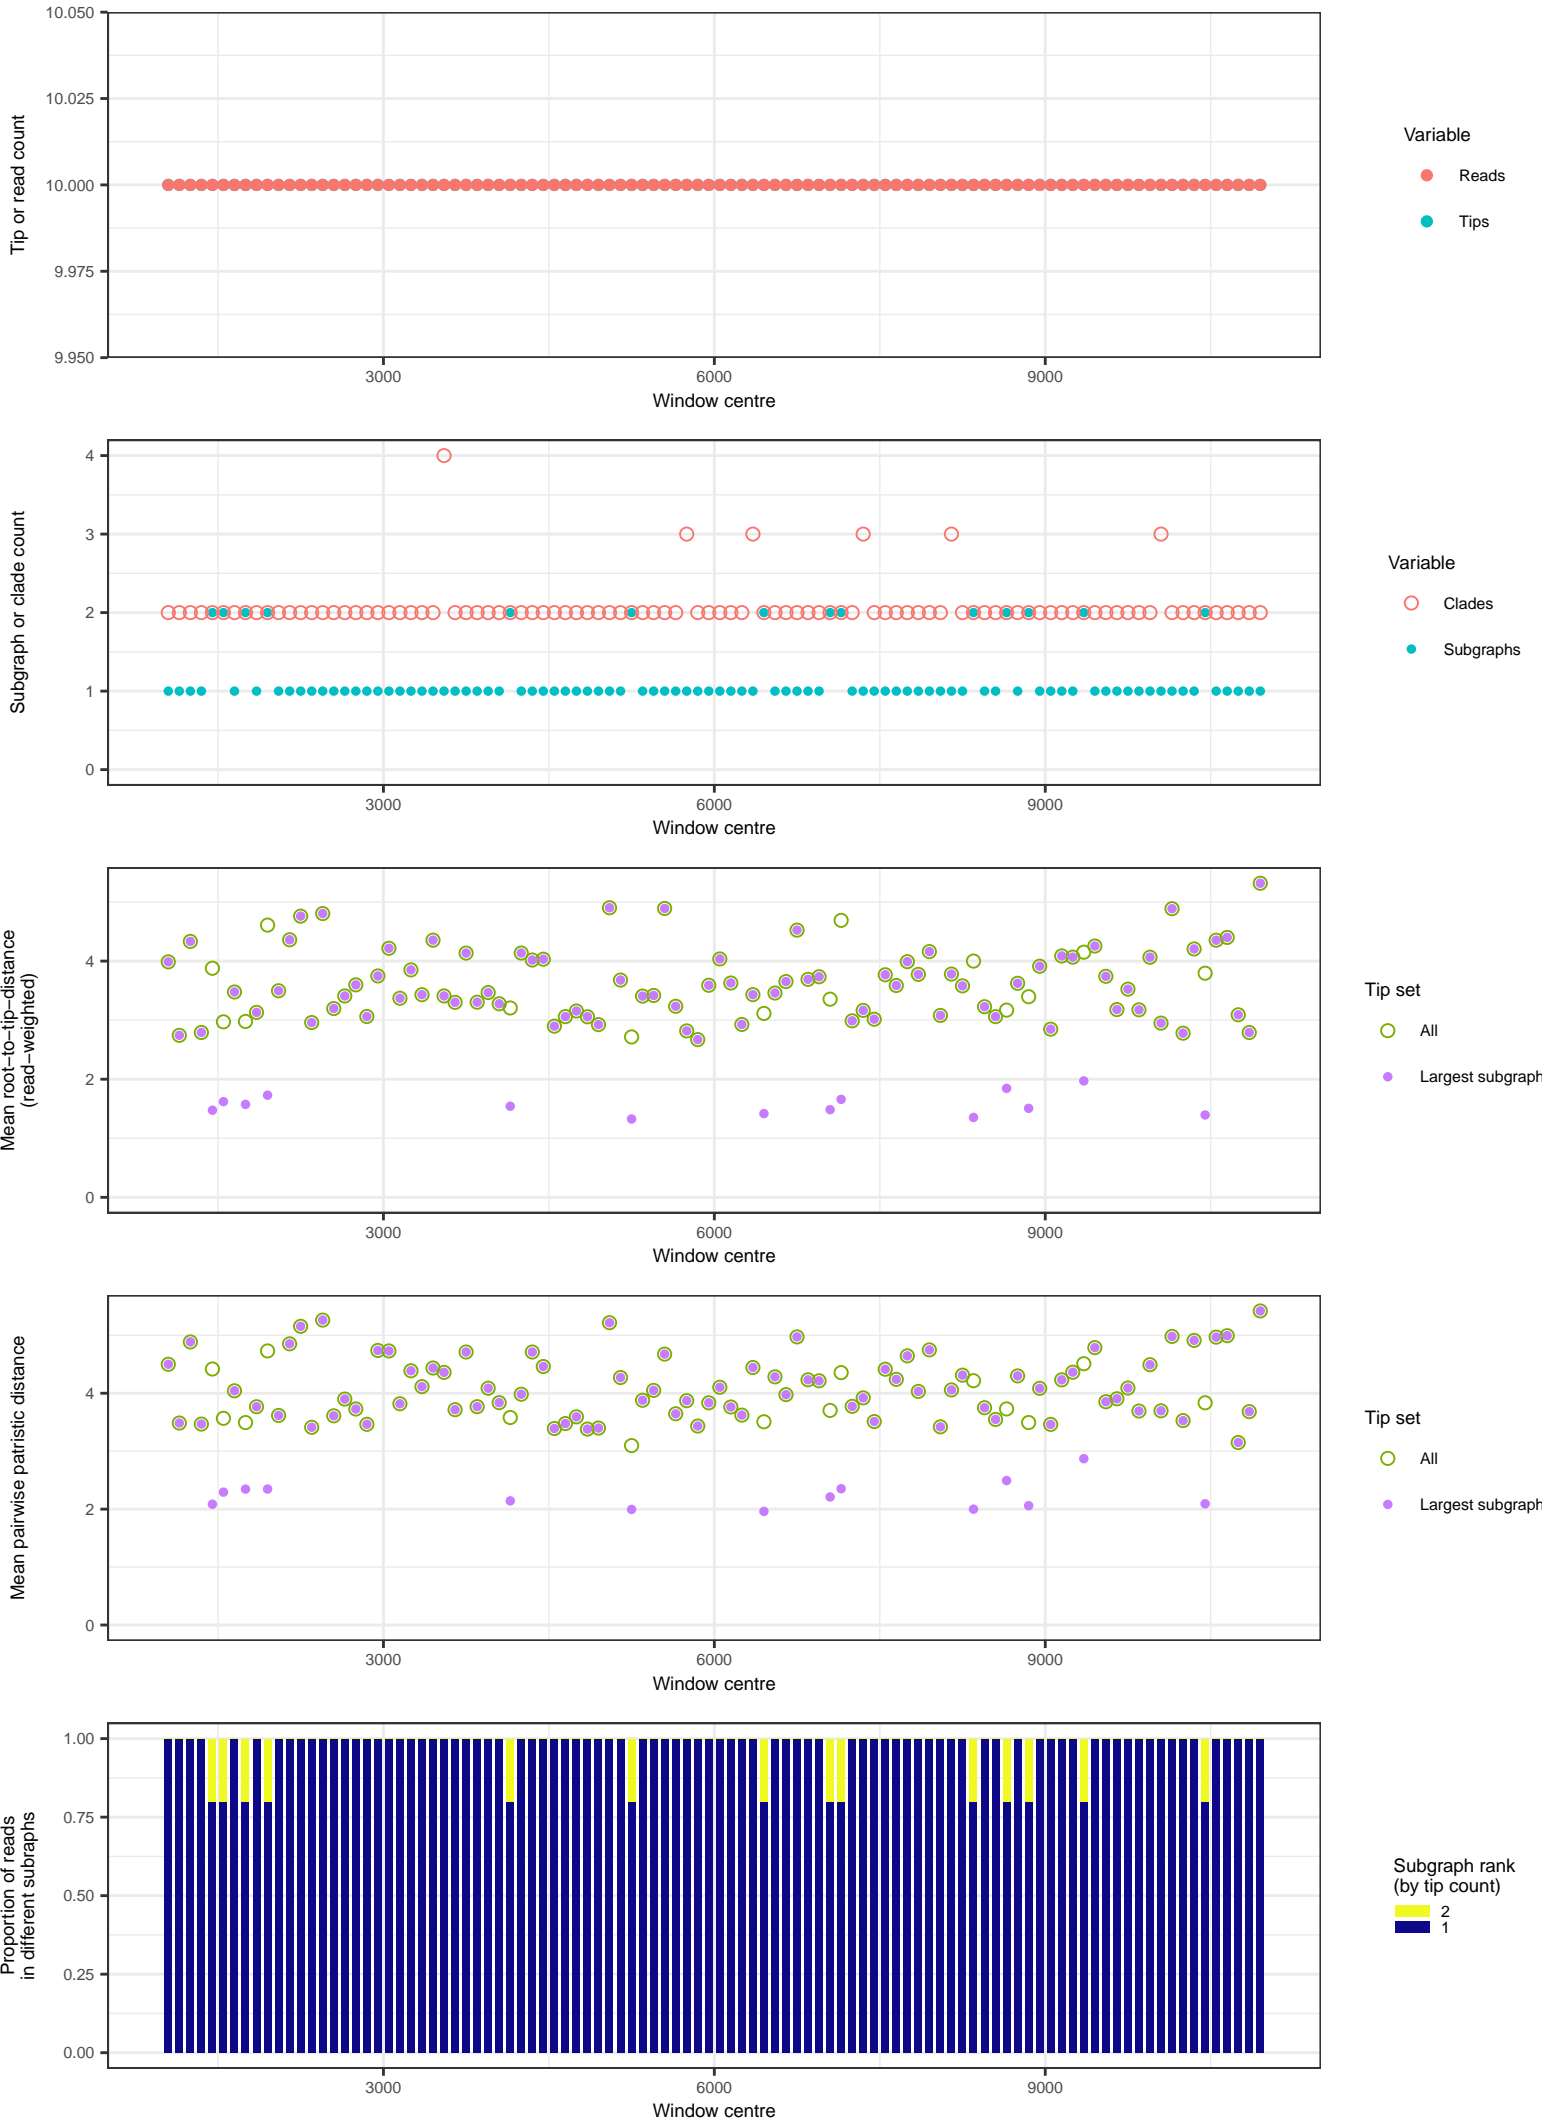 10.050
10.025
10.000
9.975
9.950
Tip or read count
3000
6000
9000
Window centre
Variable
Reads
Tips
4
3
2
1
0
Subgraph or clade count
3000
6000
9000
Window centre
Variable
Clades
Subgraphs
4
2
0
Mean root−to−tip−distance
(read−weighted)
3000
6000
9000
Window centre
Tip set
All
Largest subgraph
4
2
0
Mean pairwise patristic distance
3000
6000
9000
Window centre
Tip set
All
Largest subgraph
1.00
0.75
0.50
0.25
0.00
Proportion of reads
in different subraphs
3000
6000
9000
Window centre
Subgraph rank
(by tip count)
2
1